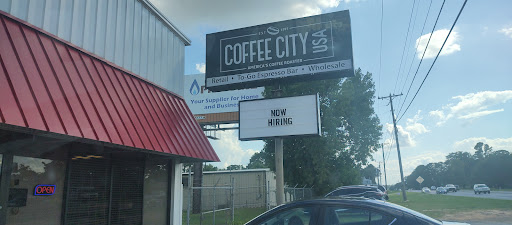 COFFEE CITY USA
AMERICA'S COFFEE ROASTER
Retail • To-Go Espresso Bar • Wholesale
Your Supplier for Home
and Business
NOW
HIRING
OPEN